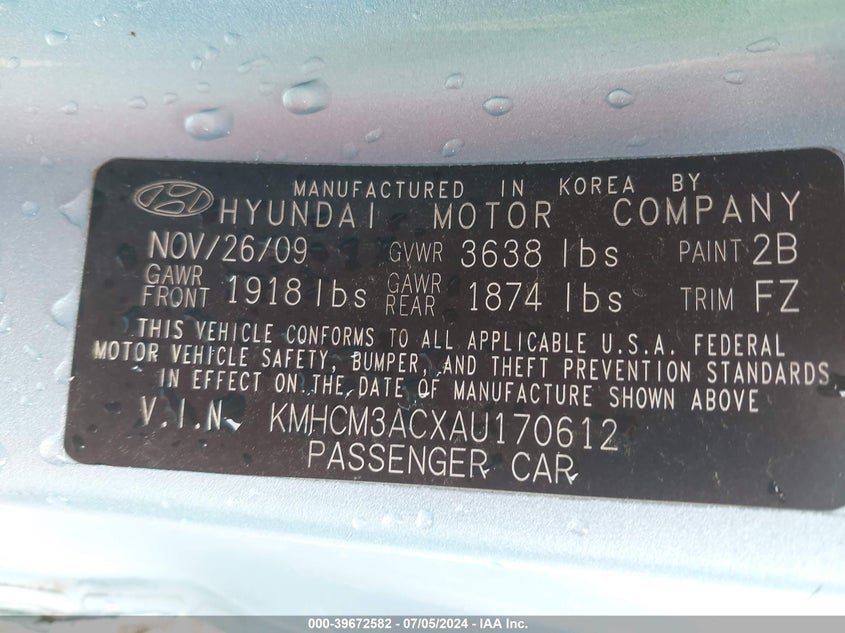 MANUFACTURED IN KOREA BY
HYUNDAI MOTOR COMPANY
NOV/26/09 GVWR 3638 lbs PAINT 2B
GAWR FRONT 1918 lbs GAWR REAR 1874 lbs TRIM FZ
THIS VEHICLE CONFORMS TO ALL APPLICABLE U.S.A. FEDERAL
MOTOR VEHICLE SAFETY, BUMPER, AND THEFT PREVENTION STANDARDS
IN EFFECT ON THE DATE OF MANUFACTURE SHOWN ABOVE
V.I.N. KMHCM3ACXAU170612
PASSENGER CAR
000-39672582 - 07/05/2024 - IAA Inc.